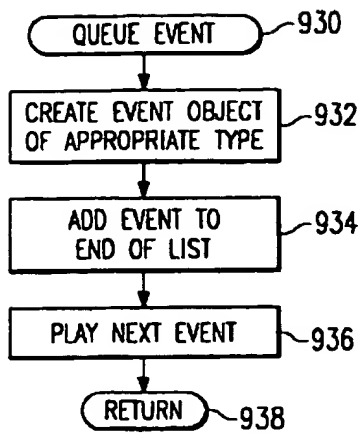 QUEUE EVENT 930
CREATE EVENT OBJECT
OF APPROPRIATE TYPE 932
ADD EVENT TO
END OF LIST 934
PLAY NEXT EVENT 936
RETURN 938